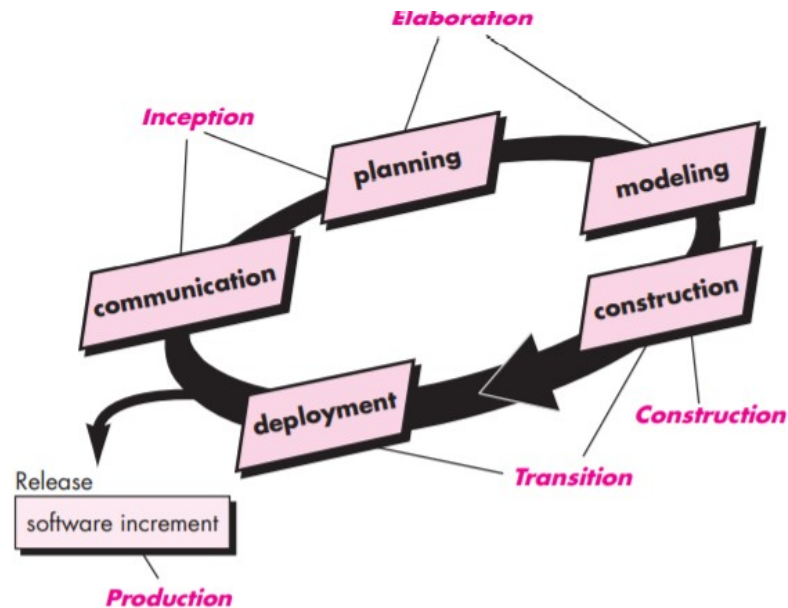 Elaboration
Inception
planning
modeling
communication
construction
deployment
Construction
Transition
Release
software increment
Production